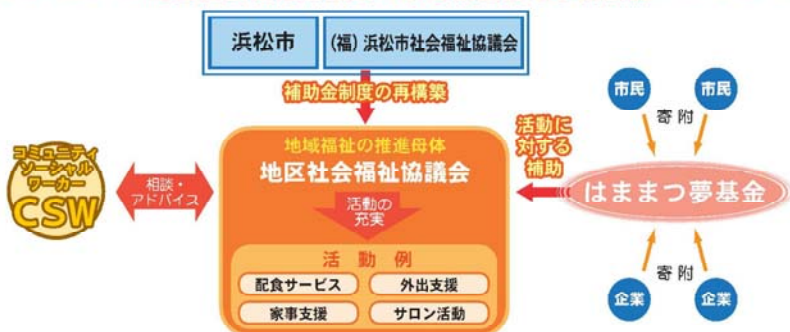 浜松市
(福)浜松市社会福祉協議会
補助金制度の再構築
地域福祉の推進母体
地区社会福祉協議会
活動の
充実
活動例
配食サービス
外出支援
家事支援
サロン活動
コミュニティ
ソーシャル
ワーカー
CSW
相談・
アドバイス
活動に
対する
補助
市民
市民
寄附
はままつ夢基金
寄附
企業
企業